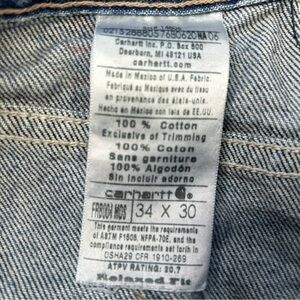 Carhartt Inc. P.O. Box 600
Dearborn, MI 48121 USA
carhartt.com
Made in Mexico of U.S.A. Fabric.
Fabriqué au Mexique avec du tissu
en provenance des états-unis.
Hecho en México con tela de EE.UU.
100 % Cotton
Exclusive of Trimming
100 % Coton
Sans garniture
100% Algodón
Sin incluir adorno
carhartt
FRB004 MDS 34 X 30
This garment meets the requirements
of ASTM F1506, NFPA-70E, and the
compliance requirements set forth in
OSHA29 CFR 1910-269
ATPV RATING: 20.7
Relaxed Fit